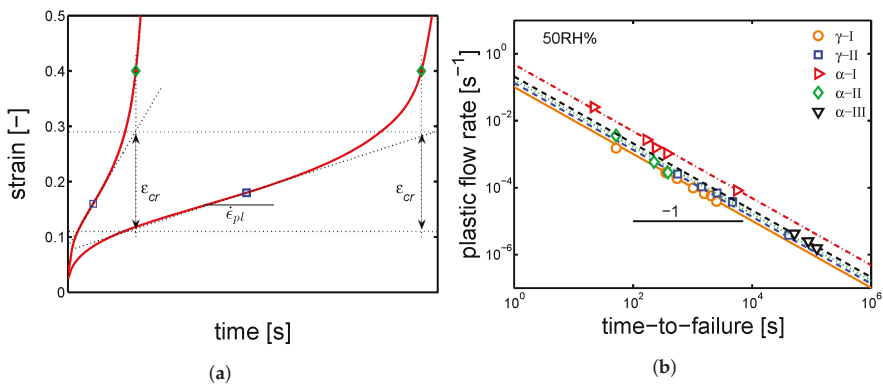 0.5
0.4
0.3
0.2
0.1
0
strain [−]
ε_cr
ε_cr
ε̇_pl
time [s]
(a)
50RH%
γ−I
γ−II
α−I
α−II
α−III
10^0
10^−2
10^−4
10^−6
plastic flow rate [s^−1]
−1
10^0 10^2 10^4 10^6
time−to−failure [s]
(b)